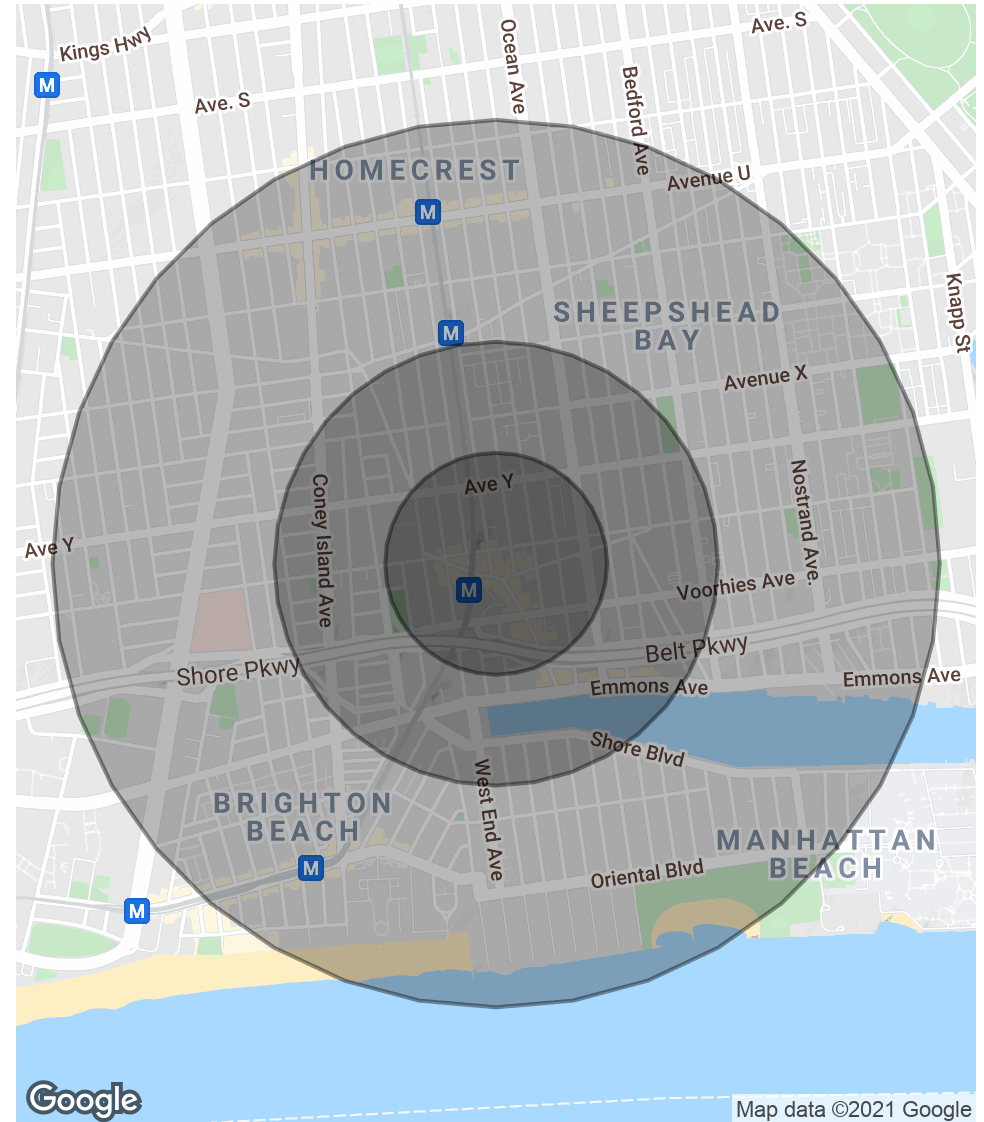 Kings Hwy
Ave. S
Ave. S
Ocean Ave
Bedford Ave
M
HOMECREST
Avenue U
M
Knapp St
SHEEPSHEAD
BAY
M
Avenue X
Ave Y
Coney Island Ave
Nostrand Ave.
Ave Y
M
Voorhies Ave
Belt Pkwy
Shore Pkwy
Emmons Ave
Emmons Ave
Shore Blvd
West End Ave
BRIGHTON
BEACH
MANHATTAN
BEACH
M
Oriental Blvd
M
Google
Map data ©2021 Google